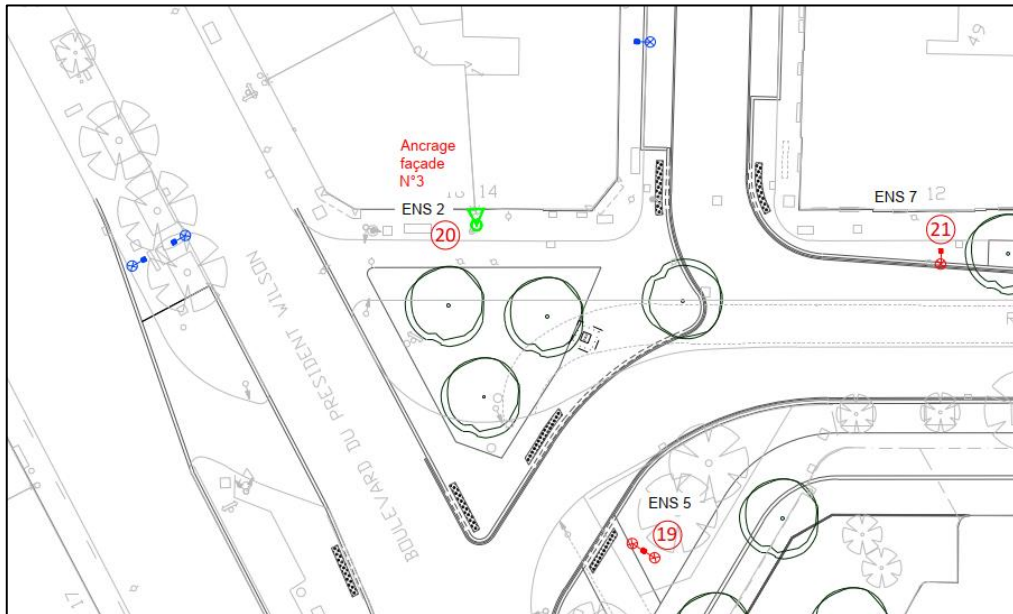 49
Ancrage
façade
N°3
14
ENS 2
20
ENS 7
12
21
BOULEVARD DU PRESIDENT WILSON
R
ENS 5
19
17